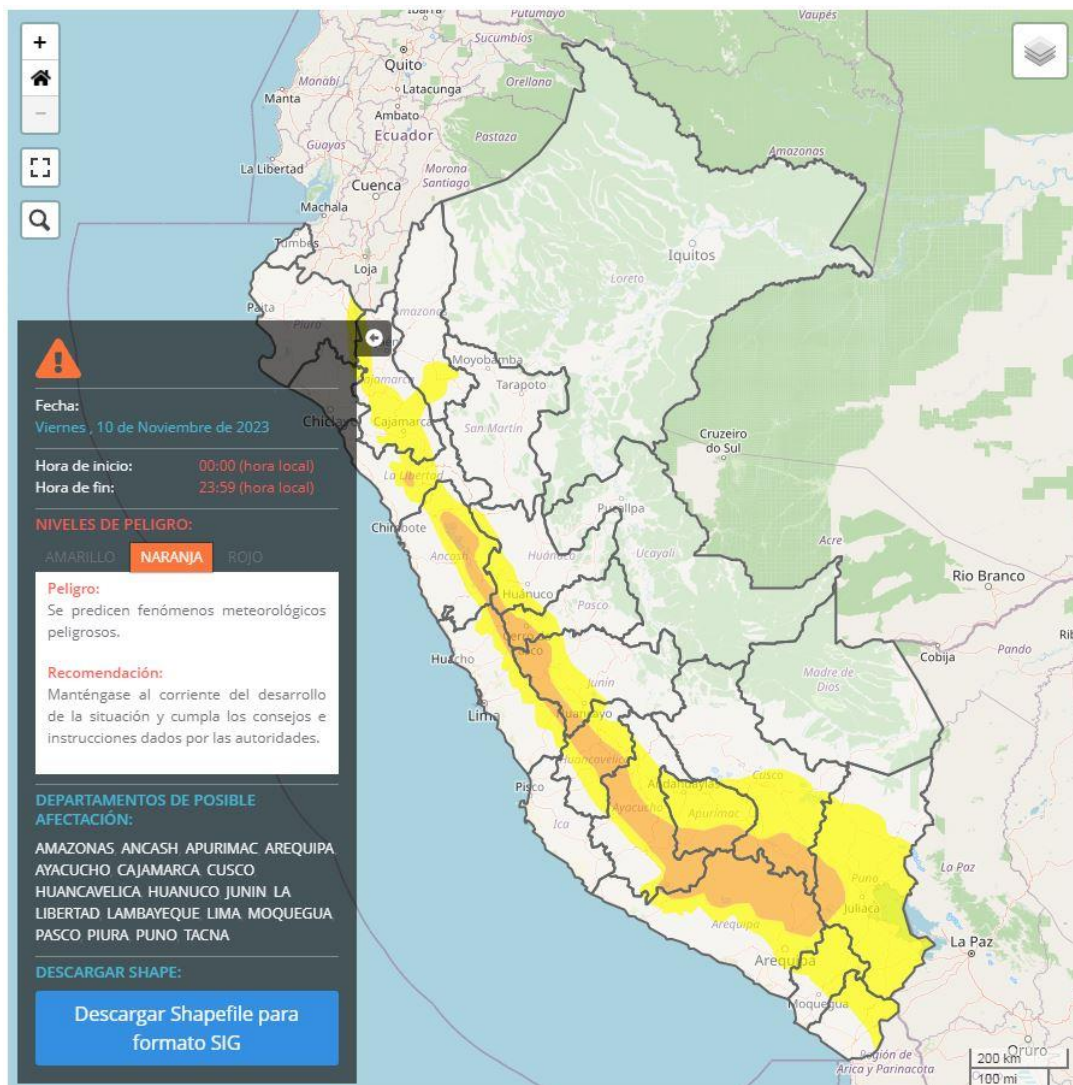 +
−
Fecha:
Viernes , 10 de Noviembre de 2023
Hora de inicio: 00:00 (hora local)
Hora de fin: 23:59 (hora local)
NIVELES DE PELIGRO:
AMARILLO NARANJA ROJO
Peligro:
Se predicen fenómenos meteorológicos
peligrosos.
Recomendación:
Manténgase al corriente del desarrollo
de la situación y cumpla los consejos e
instrucciones dados por las autoridades.
DEPARTAMENTOS DE POSIBLE
AFECTACIÓN:
AMAZONAS ANCASH APURIMAC AREQUIPA
AYACUCHO CAJAMARCA CUSCO
HUANCAVELICA HUANUCO JUNIN LA
LIBERTAD LAMBAYEQUE LIMA MOQUEGUA
PASCO PIURA PUNO TACNA
DESCARGAR SHAPE:
Descargar Shapefile para
formato SIG
Ibarra
Putumayo
Vaupés
Sucumbíos
Quito
Orellana
Manabí
Latacunga
Manta
Ambato
Ecuador
Pastaza
Amazonas
Guayas
Morona
Santiago
La Libertad
Cuenca
Machala
Tumbes
Loja
Iquitos
Loreto
Paita
Piura
Amazonas
Moyobamba
Tarapoto
Cajamarca
Cajamarca
San Martín
Cruzeiro
do Sul
La Libertad
Chimbote
Pucallpa
Acre
Ancash
Huánuco
Ucayali
Rio Branco
Huánuco
Pasco
Cobija
Pando
Huacho
Junín
Madre de
Dios
Lima
Huancayo
Huancavelica
Pisco
Andahuaylas
Cusco
Ayacucho
Apurímac
Ica
La Paz
Puno
Juliaca
Arequipa
La Paz
Arequipa
Moquegua
Oruro
Región de
Arica y Parinacota
200 km
100 mi